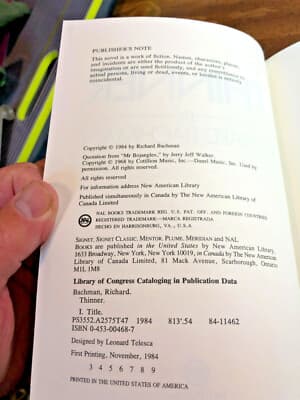 PUBLISHER'S NOTE
This novel is a work of fiction. Names, characters, places,
and incidents are either the product of the author's
imagination or are used fictitiously, and any resemblance to
actual persons, living or dead, events, or locales is entirely
coincidental.
Copyright © 1984 by Richard Bachman
Quotation from "Mr Bojangles," by Jerry Jeff Walker.
Copyright © 1968 by Cotillion Music, Inc.—Danel Music, Inc. Used
by permission. All rights reserved.
All rights reserved
For information address New American Library
Published simultaneously in Canada by The New American Library of
Canada Limited
NAL BOOKS TRADEMARK REG. U.S. PAT. OFF. AND FOREIGN COUNTRIES
REGISTERED TRADEMARK—MARCA REGISTRADA
HECHO EN HARRISONBURG, VA., U.S.A.
SIGNET, SIGNET CLASSIC, MENTOR, PLUME, MERIDIAN and NAL
BOOKS are published in the United States by New American Library,
1633 Broadway, New York, New York 10019, in Canada by The New American
Library of Canada Limited, 81 Mack Avenue, Scarborough, Ontario
M1L 1M8
Library of Congress Cataloging in Publication Data
Bachman, Richard.
Thinner.
I. Title.
PS3552.A2575T47 1984 813'.54 84-11462
ISBN 0-453-00468-7
Designed by Leonard Telesca
First Printing, November, 1984
3 4 5 6 7 8 9
PRINTED IN THE UNITED STATES OF AMERICA